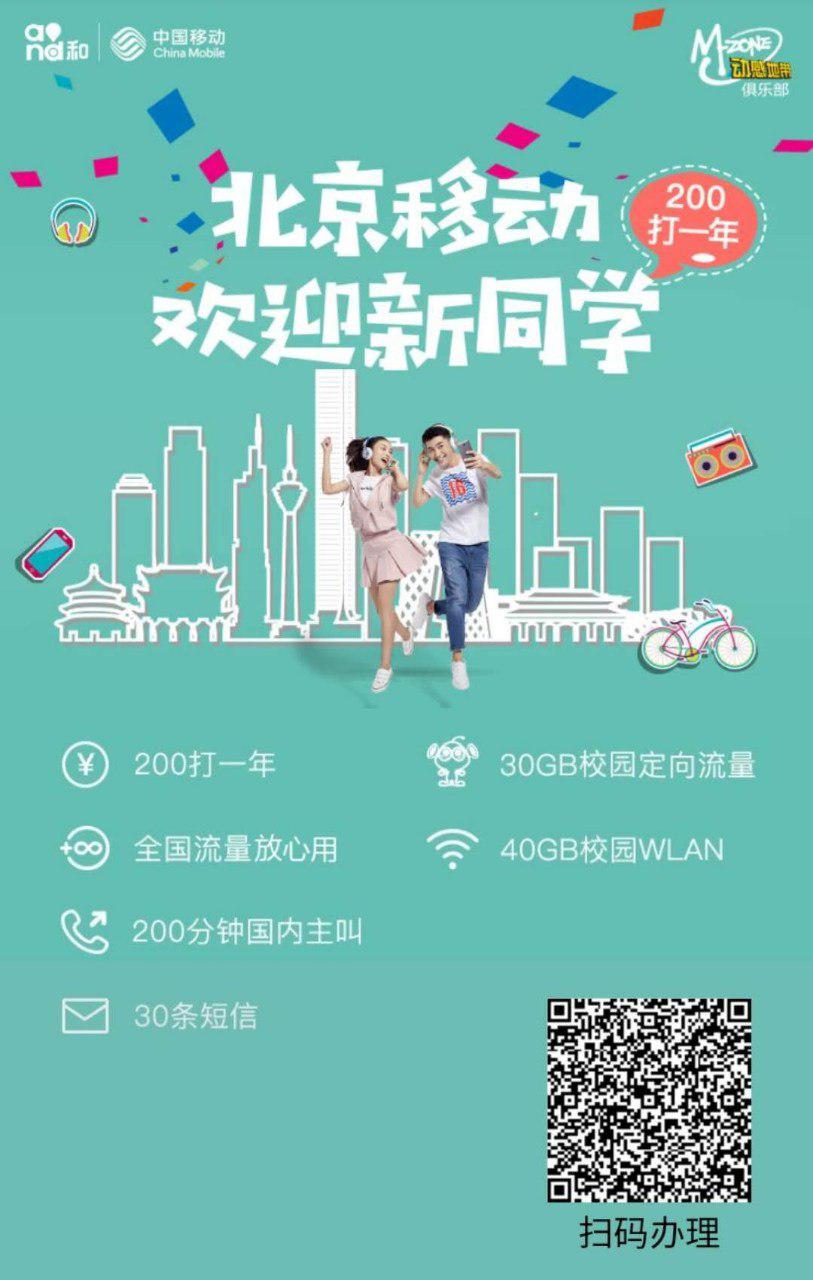 and和
中国移动
China Mobile
M-ZONE
动感地带
俱乐部
北京移动
200
打一年
欢迎新同学
200打一年
30GB校园定向流量
全国流量放心用
40GB校园WLAN
200分钟国内主叫
30条短信
扫码办理